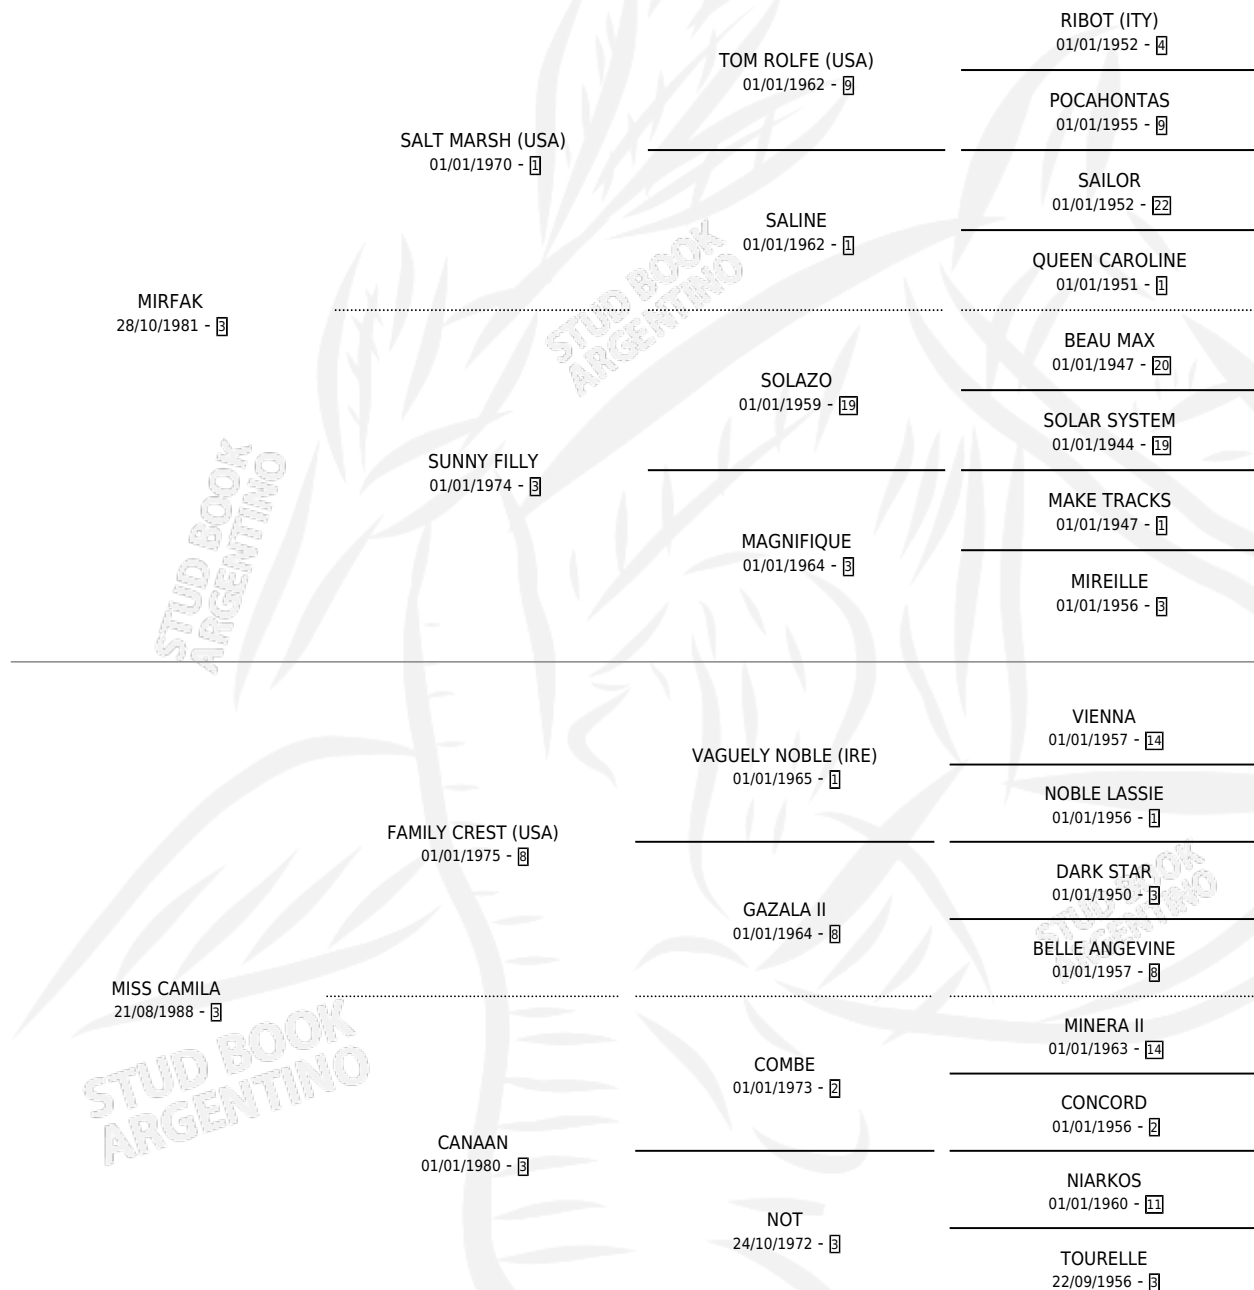 RIBOT (ITY)
01/01/1952 - 4
TOM ROLFE (USA)
01/01/1962 - 9
POCAHONTAS
01/01/1955 - 9
SALT MARSH (USA)
01/01/1970 - 1
SAILOR
01/01/1952 - 22
SALINE
01/01/1962 - 1
QUEEN CAROLINE
01/01/1951 - 1
MIRFAK
28/10/1981 - 3
STUD BOOK
ARGENTINO
BEAU MAX
01/01/1947 - 20
SOLAZO
01/01/1959 - 19
SOLAR SYSTEM
01/01/1944 - 19
SUNNY FILLY
01/01/1974 - 3
MAKE TRACKS
01/01/1947 - 1
MAGNIFIQUE
01/01/1964 - 3
MIREILLE
01/01/1956 - 3
STUD BOOK
ARGENTINO
VIENNA
01/01/1957 - 14
VAGUELY NOBLE (IRE)
01/01/1965 - 1
NOBLE LASSIE
01/01/1956 - 1
FAMILY CREST (USA)
01/01/1975 - 8
DARK STAR
01/01/1950 - 3
GAZALA II
01/01/1964 - 8
BELLE ANGEVINE
01/01/1957 - 8
STUD BOOK
ARGENTINO
MISS CAMILA
21/08/1988 - 3
MINERA II
01/01/1963 - 14
COMBE
01/01/1973 - 2
CONCORD
01/01/1956 - 2
STUD BOOK
ARGENTINO
CANAAN
01/01/1980 - 3
NIARKOS
01/01/1960 - 11
NOT
24/10/1972 - 3
TOURELLE
22/09/1956 - 3